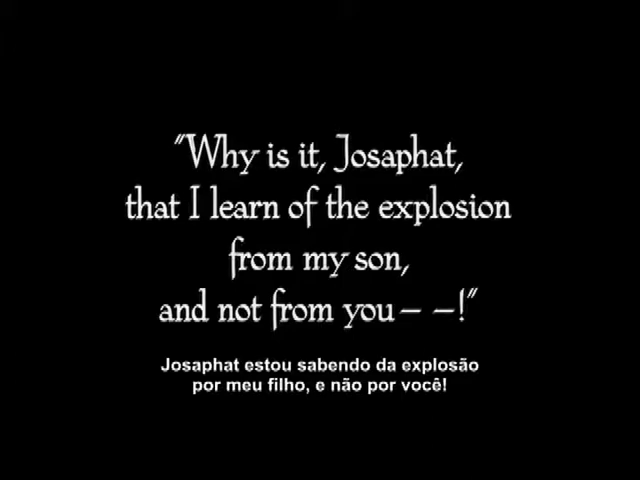 "Why is it, Josaphat,
that I learn of the explosion
from my son,
and not from you— —!"
Josaphat estou sabendo da explosão
por meu filho, e não por você!